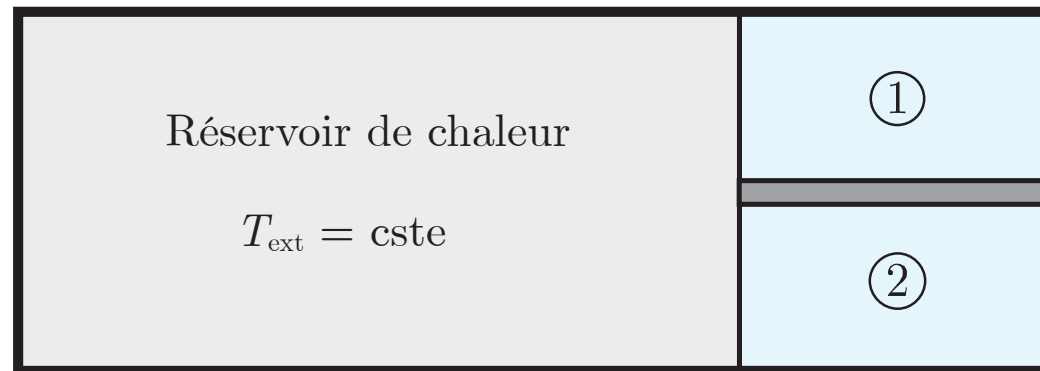 Réservoir de chaleur
T_ext = cste
①
②